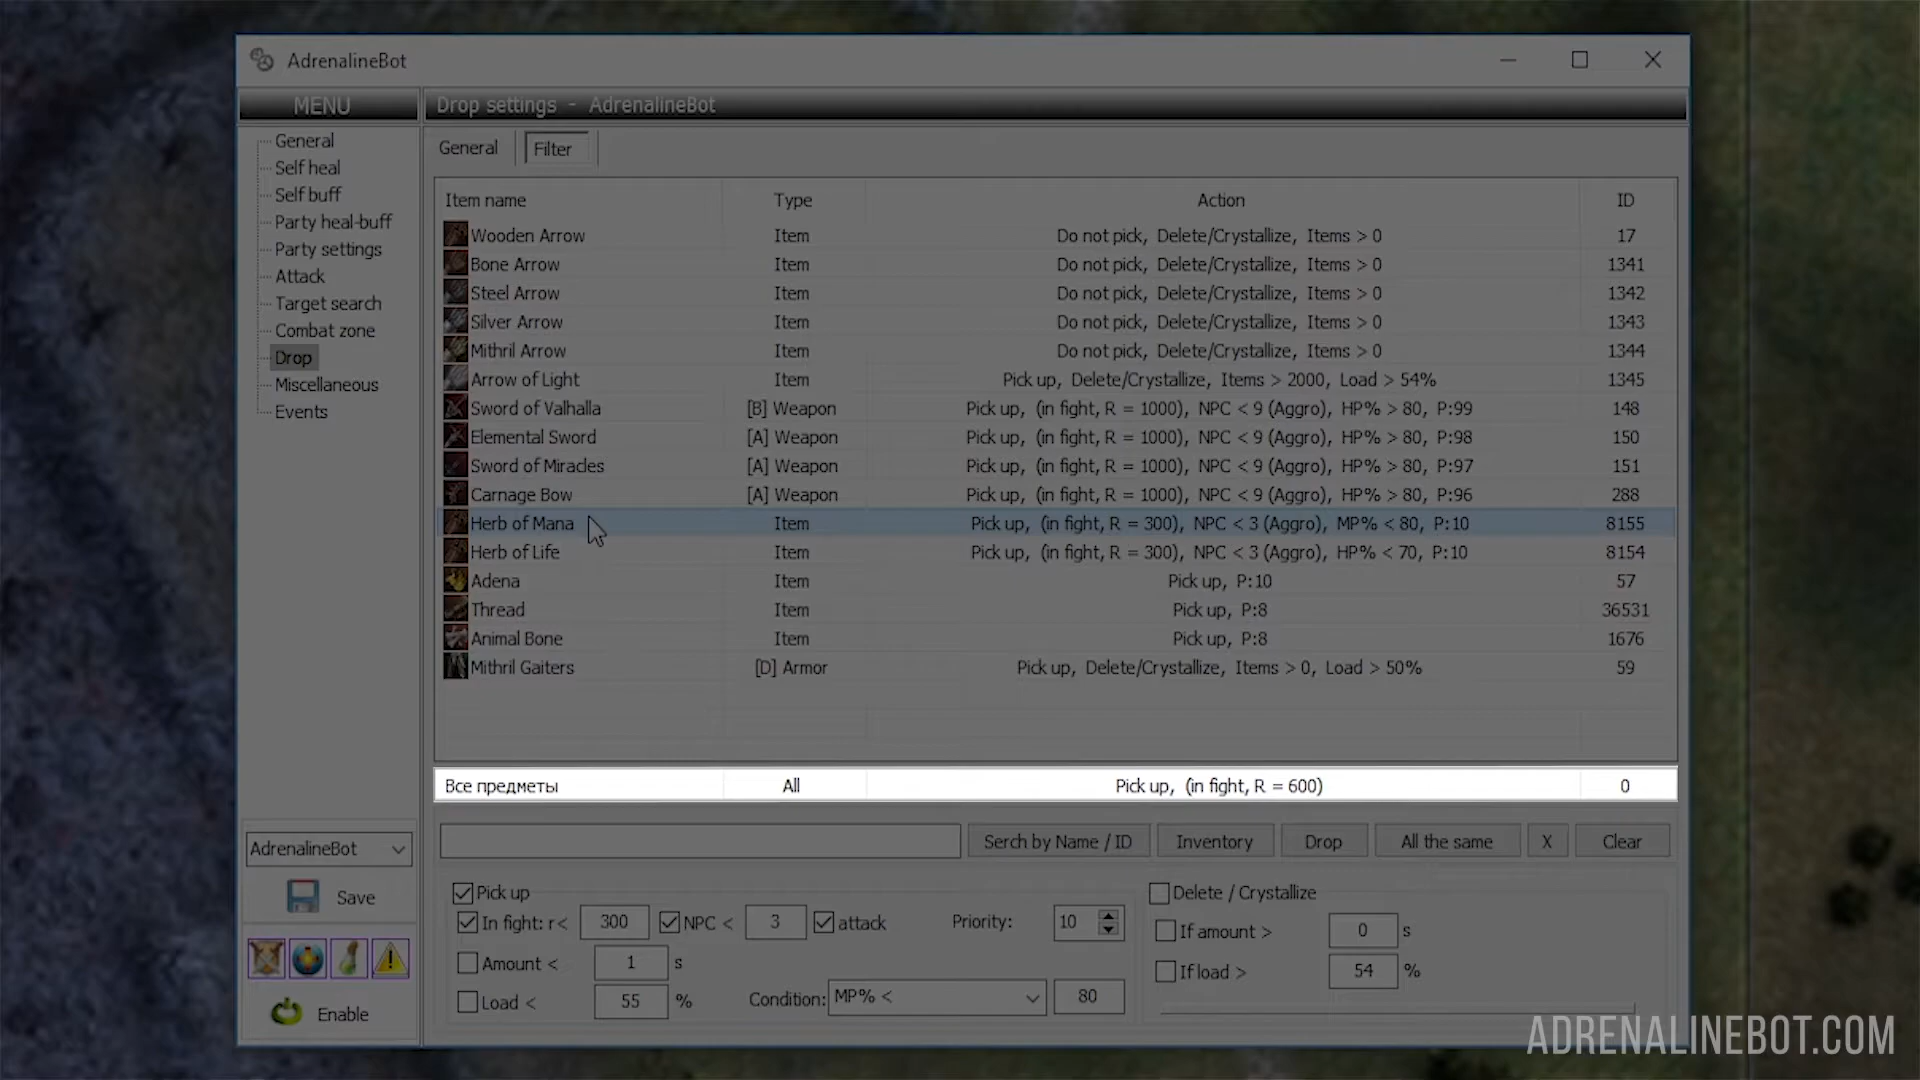 AdrenalineBot
MENU
Drop settings - AdrenalineBot
General
Self heal
Self buff
Party heal-buff
Party settings
Attack
Target search
Combat zone
Drop
Miscellaneous
Events
General Filter
Item name Type Action ID
Wooden Arrow Item Do not pick, Delete/Crystallize, Items > 0 17
Bone Arrow Item Do not pick, Delete/Crystallize, Items > 0 1341
Steel Arrow Item Do not pick, Delete/Crystallize, Items > 0 1342
Silver Arrow Item Do not pick, Delete/Crystallize, Items > 0 1343
Mithril Arrow Item Do not pick, Delete/Crystallize, Items > 0 1344
Arrow of Light Item Pick up, Delete/Crystallize, Items > 2000, Load > 54% 1345
Sword of Valhalla [B] Weapon Pick up, (in fight, R = 1000), NPC < 9 (Aggro), HP% > 80, P:99 148
Elemental Sword [A] Weapon Pick up, (in fight, R = 1000), NPC < 9 (Aggro), HP% > 80, P:98 150
Sword of Miracles [A] Weapon Pick up, (in fight, R = 1000), NPC < 9 (Aggro), HP% > 80, P:97 151
Carnage Bow [A] Weapon Pick up, (in fight, R = 1000), NPC < 9 (Aggro), HP% > 80, P:96 288
Herb of Mana Item Pick up, (in fight, R = 300), NPC < 3 (Aggro), MP% < 80, P:10 8155
Herb of Life Item Pick up, (in fight, R = 300), NPC < 3 (Aggro), HP% < 70, P:10 8154
Adena Item Pick up, P:10 57
Thread Item Pick up, P:8 36531
Animal Bone Item Pick up, P:8 1676
Mithril Gaiters [D] Armor Pick up, Delete/Crystallize, Items > 0, Load > 50% 59
Все предметы All Pick up, (in fight, R = 600) 0
Serch by Name / ID Inventory Drop All the same X Clear
Pick up
In fight: r< 300 NPC < 3 attack Priority: 10
Amount < 1 s
Load < 55 % Condition: MP% < 80
Delete / Crystallize
If amount > 0 s
If load > 54 %
AdrenalineBot
Save
Enable
ADRENALINEBOT.COM